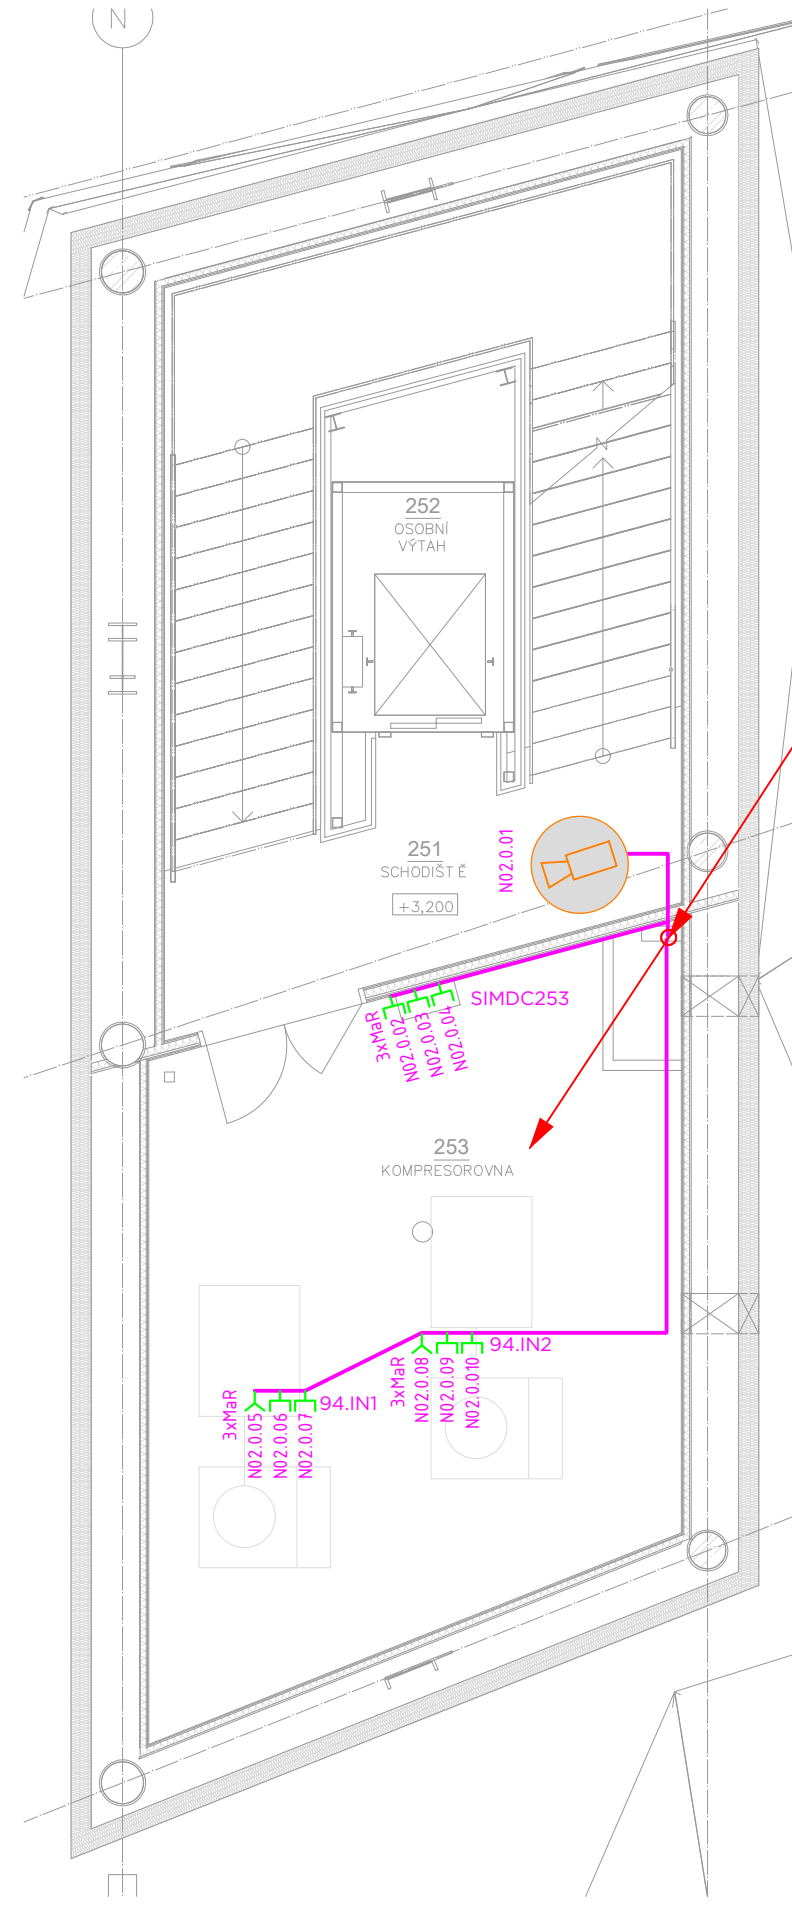 N
252
OSOBNÍ
VÝTAH
N
N02.0.01
251
SCHODIŠTĚ
+3,200
SIMDC253
3xMaR
N02.0.02
N02.0.03
N02.0.04
253
KOMPRESOROVNA
94.IN2
3xMaR
N02.0.08
N02.0.09
N02.0.010
94.IN1
3xMaR
N02.0.05
N02.0.06
N02.0.07